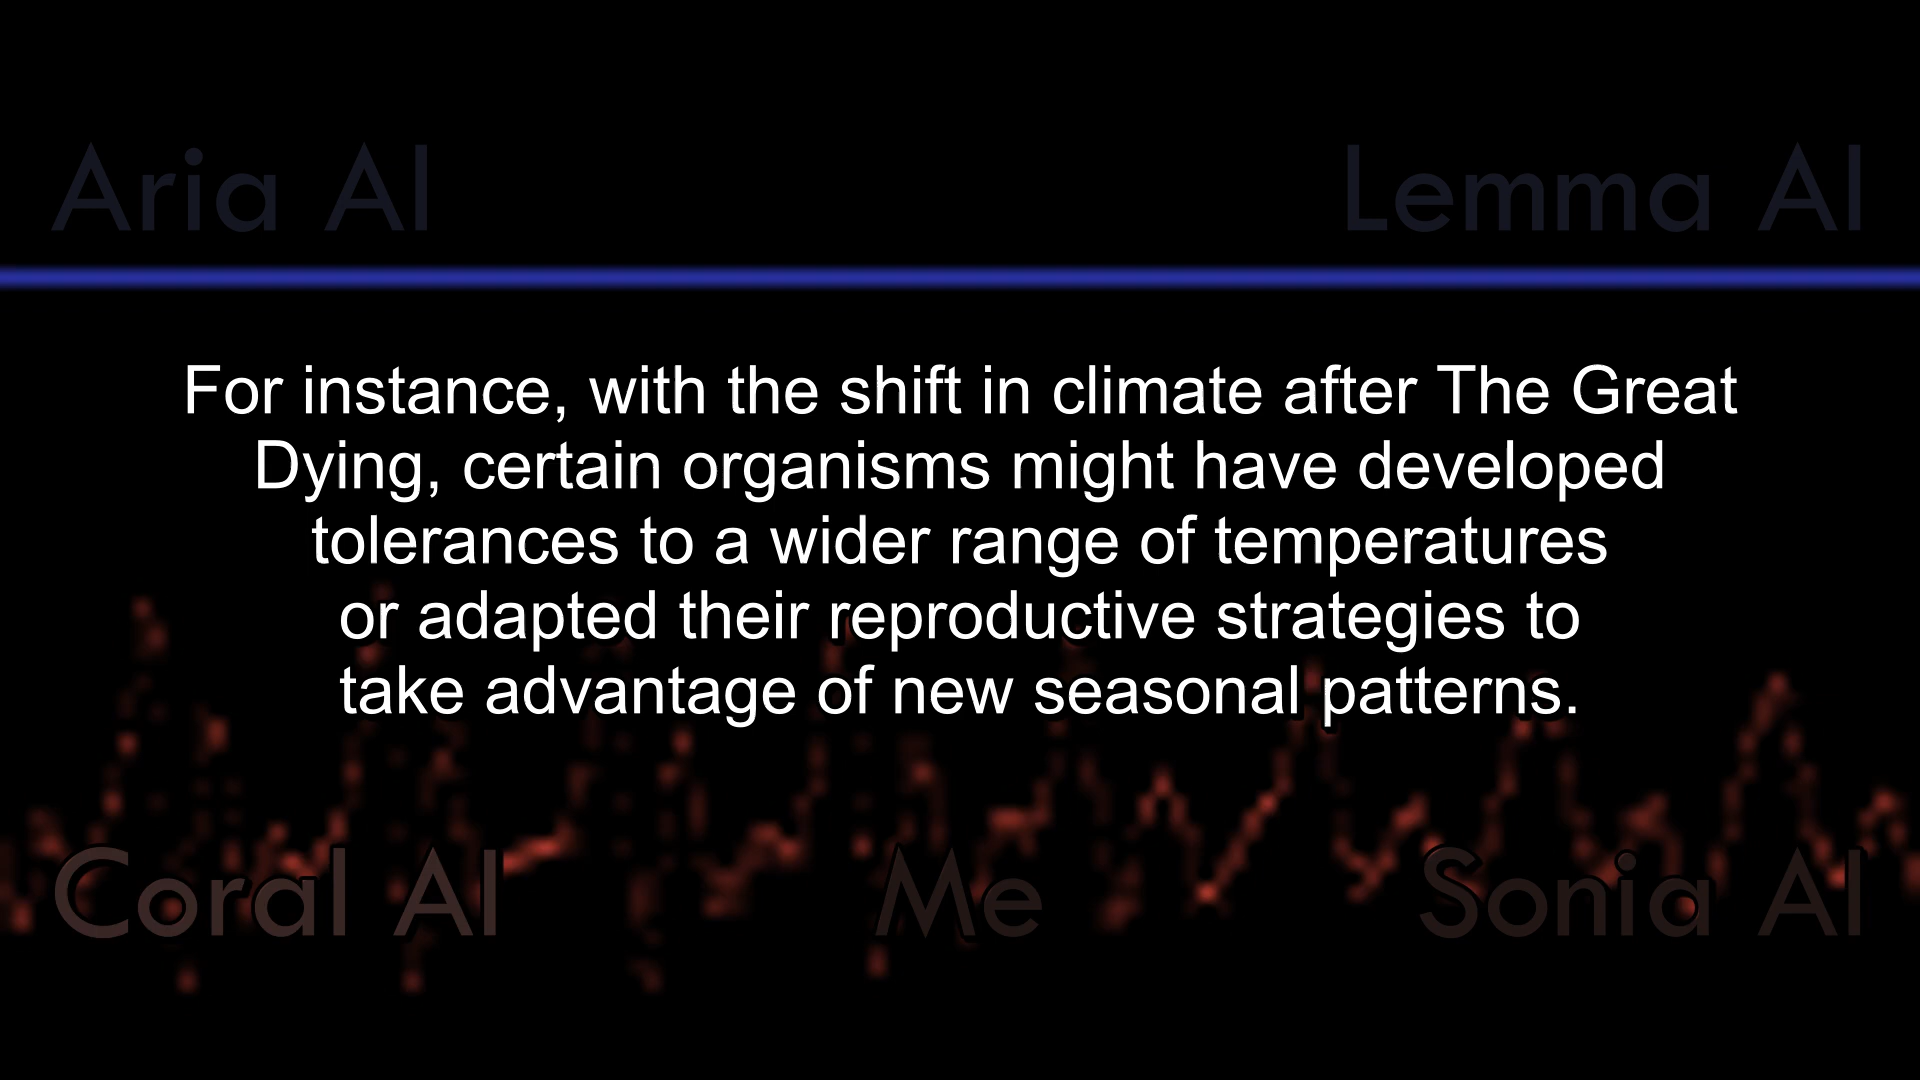 Aria AI
Lemma AI
For instance, with the shift in climate after The Great
Dying, certain organisms might have developed
tolerances to a wider range of temperatures
or adapted their reproductive strategies to
take advantage of new seasonal patterns.
Coral AI
Me
Sonia AI